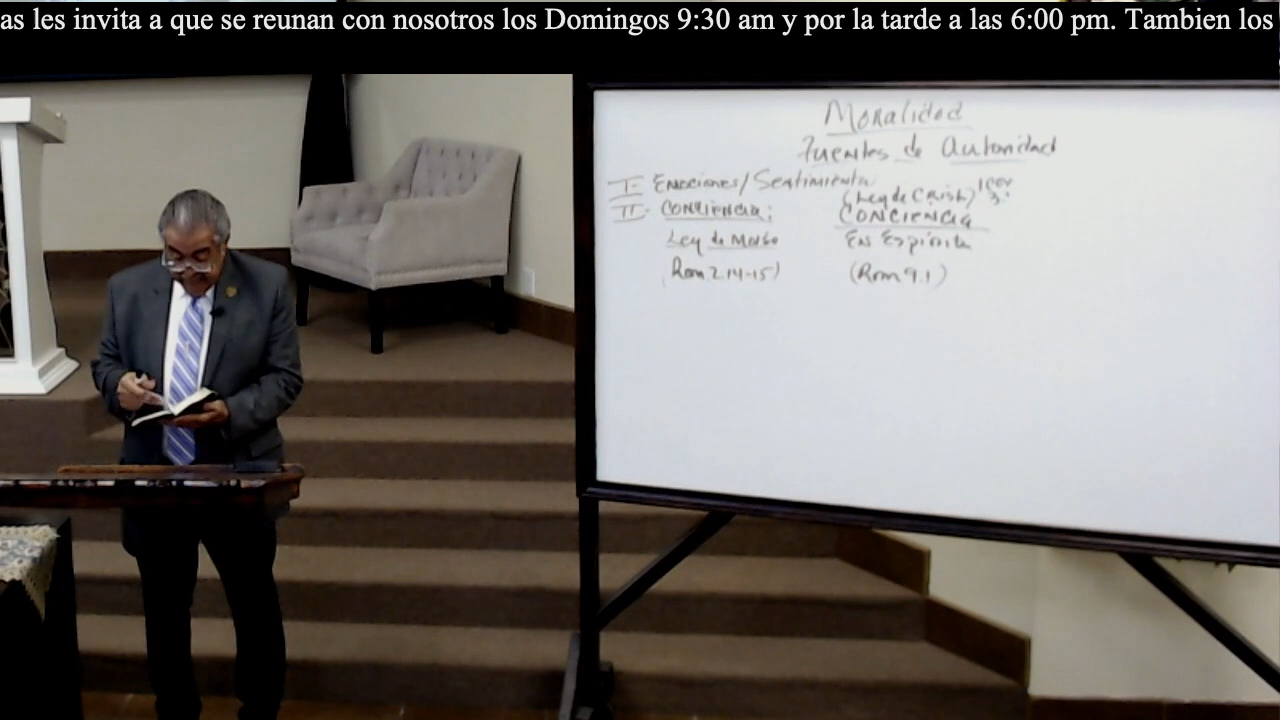 as les invita a que se reunan con nosotros los Domingos 9:30 am y por la tarde a las 6:00 pm. Tambien los
Moralidad
Fuentes de Autoridad
I- Emociones/Sentimientos
(Ley de Cristo)
II- CONCIENCIA: CONCIENCIA
Ley de Moisés En Espíritu
(Rom 2.14-15) (Rom 9.1)